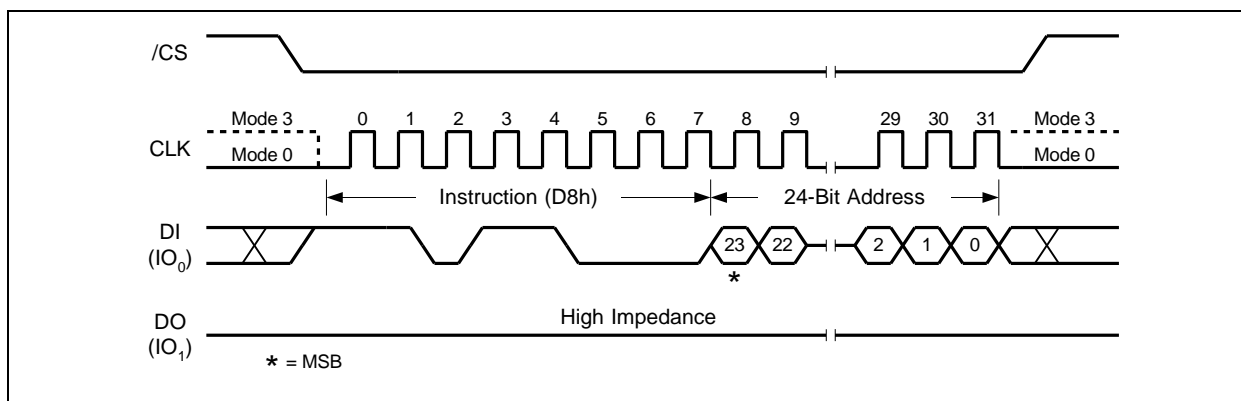 /CS
Mode 3 0 1 2 3 4 5 6 7 8 9 29 30 31 Mode 3
CLK
Mode 0 Mode 0
Instruction (D8h) 24-Bit Address
DI
(IO0) 23 22 2 1 0
*
High Impedance
DO
(IO1)
* = MSB